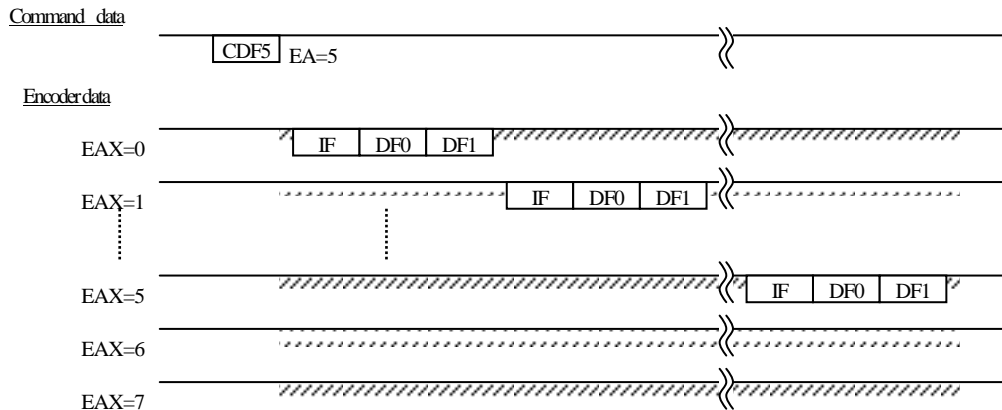 Command data
CDF5 EA=5
Encoder data
EAX=0 IF DF0 DF1
EAX=1 IF DF0 DF1
EAX=5 IF DF0 DF1
EAX=6
EAX=7